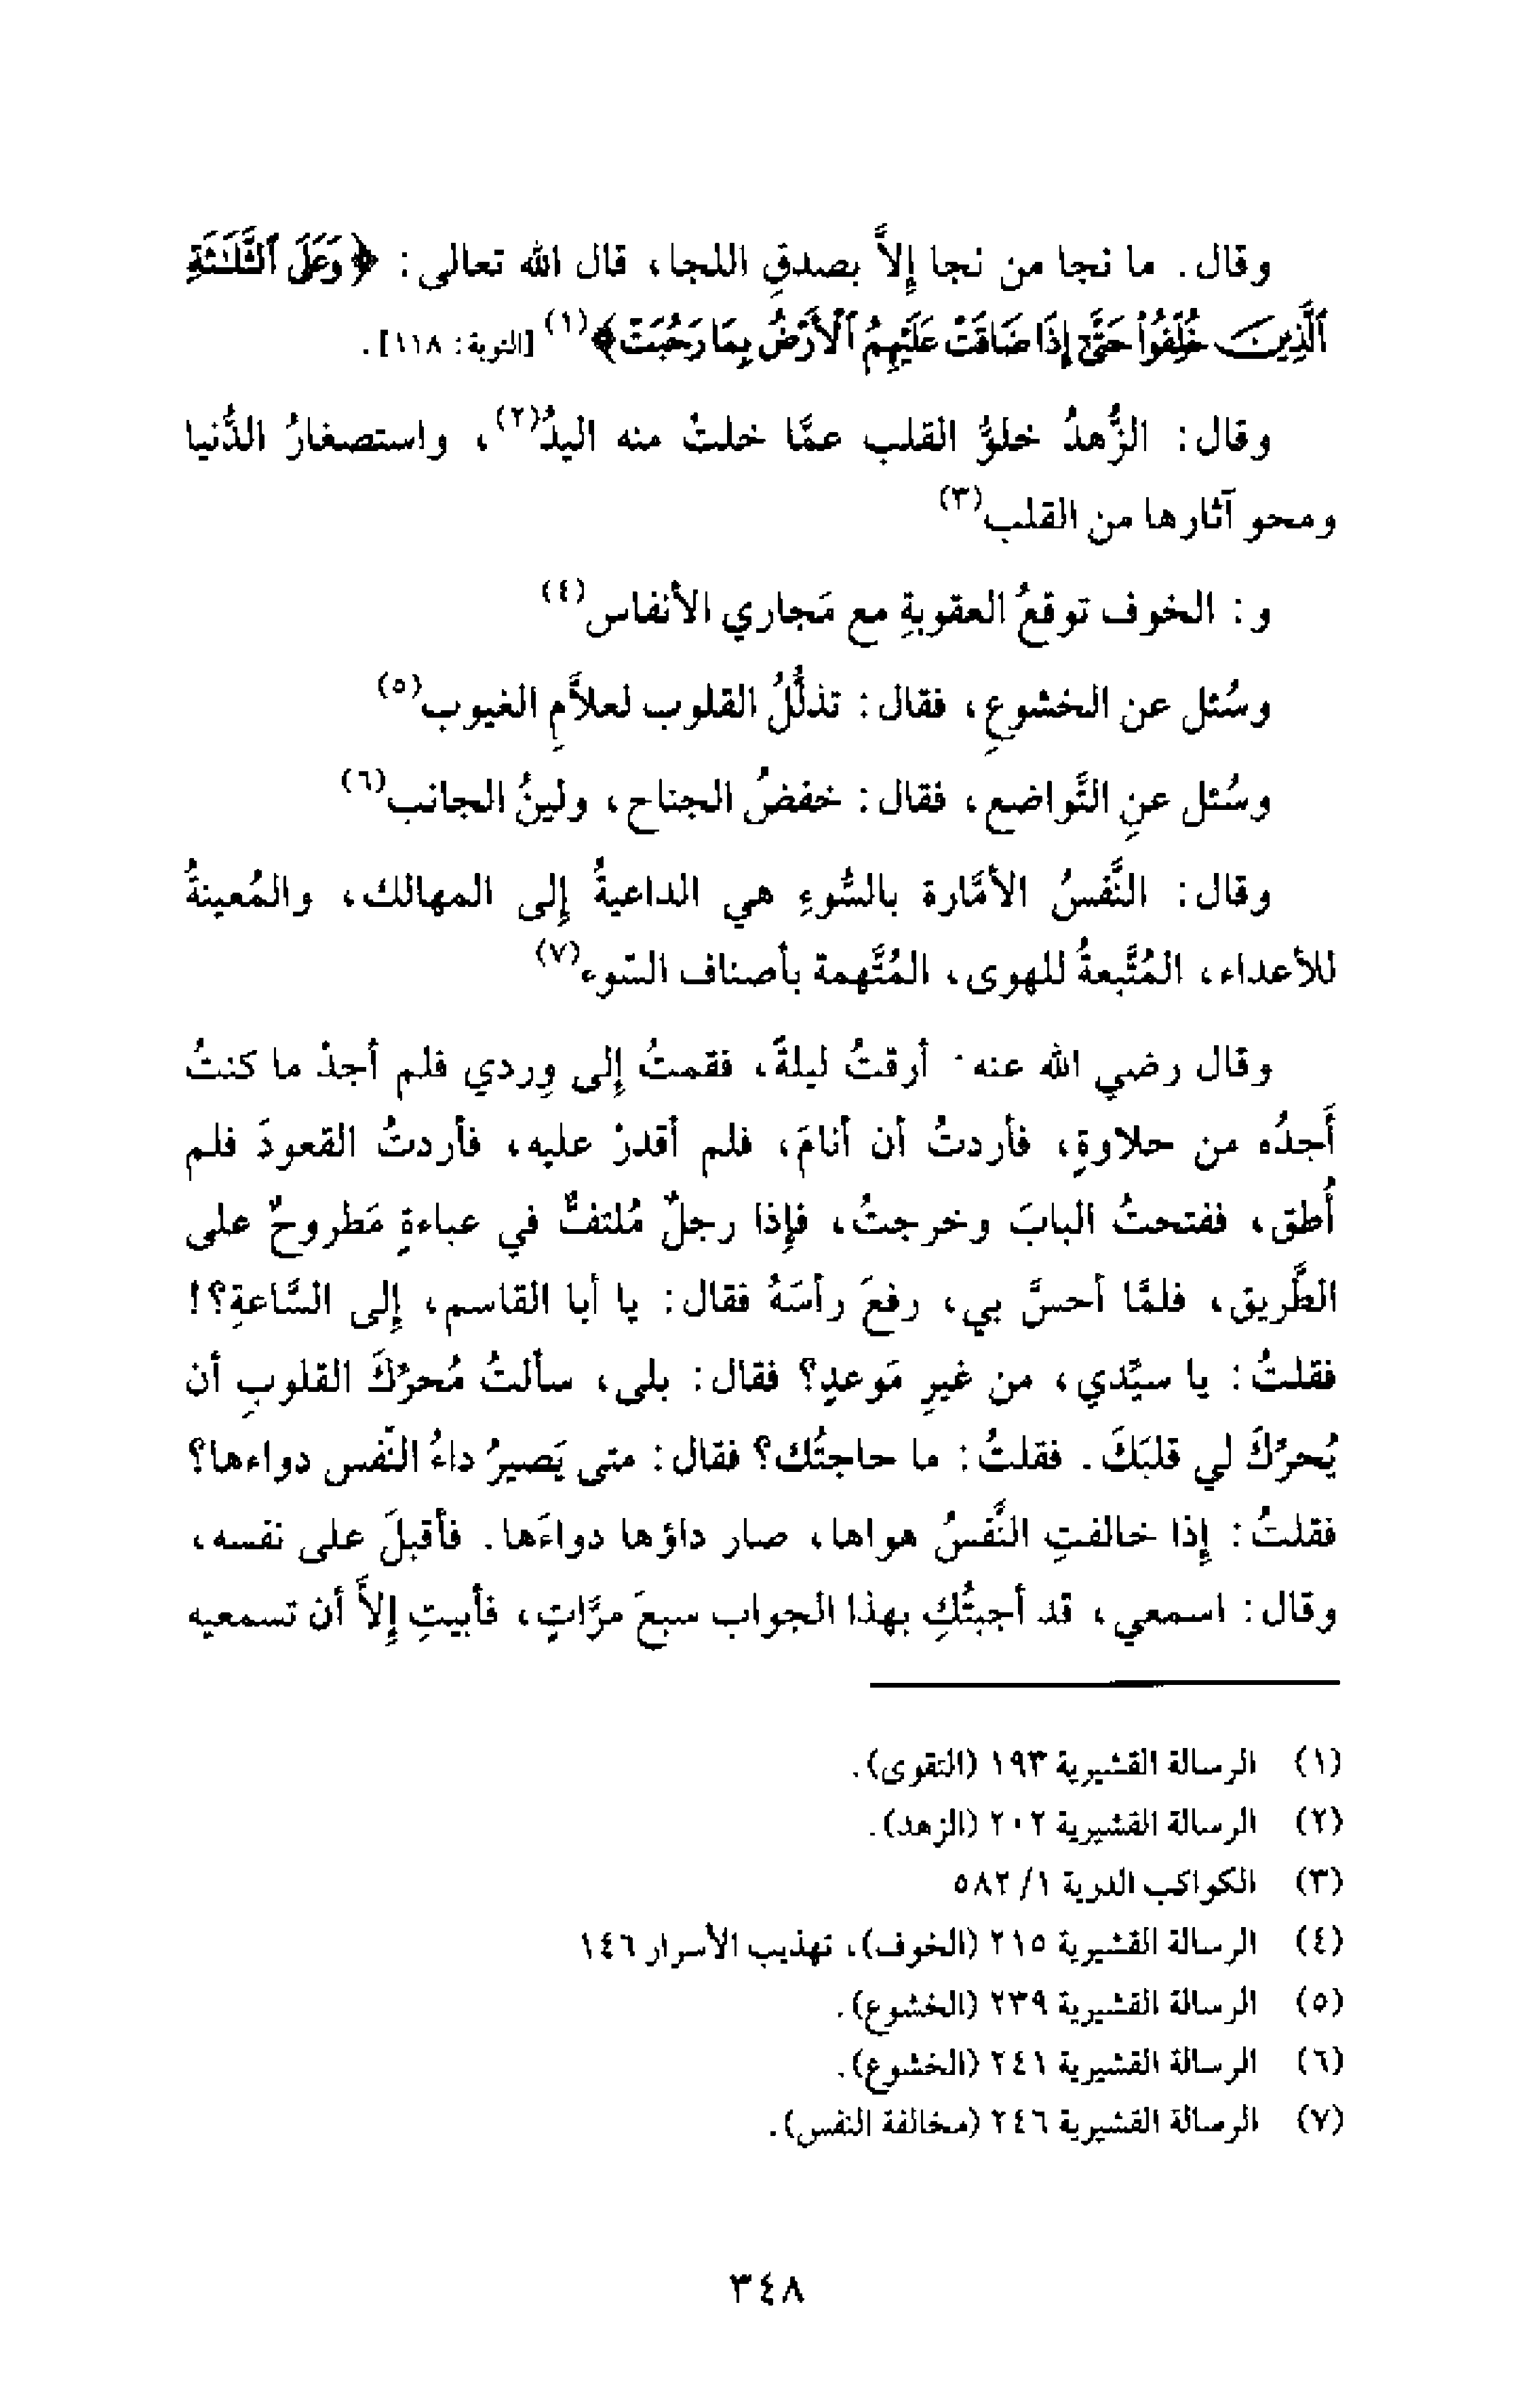 وقال. ما نجا من نجا إلاَّ بصدقِ اللجاء، قال الله تعالى: ﴿وَعَلَى ٱلثَّلَٰثَةِ
ٱلَّذِينَ خُلِّفُوا۟ حَتَّىٰٓ إِذَا ضَاقَتْ عَلَيْهِمُ ٱلْأَرْضُ بِمَا رَحُبَتْ﴾(١) [التوبة: ١١٨].
وقال: الزُّهدُ خلوُّ القلب عمَّا خلتْ منه اليدُ(٢)، واستصغارُ الدُّنيا
ومحو آثارها من القلب(٣)
و: الخوف توقعُ العقوبةِ مع مَجاري الأنفاس(٤)
وسُئل عن الخشوعِ، فقال: تذلُّلُ القلوب لعلاَّمِ الغيوب(٥)
وسُئل عنِ التَّواضع، فقال: خفضُ الجناح، ولينُ الجانب(٦)
وقال: النَّفسُ الأمَّارة بالسُّوءِ هي الداعيةُ إلى المهالك، والمُعينةُ
للأعداء، المُتَّبعةُ للهوى، المُتَّهمة بأصناف السّوء(٧)
وقال رضي الله عنه· أرقتُ ليلةً، فقمتُ إلى وِردي فلم أجدْ ما كنتُ
أَجدُه من حلاوةٍ، فأردتُ أن أنامَ، فلم أقدرْ عليه، فأردتُ القعودَ فلم
أُطق، ففتحتُ البابَ وخرجتُ، فإذا رجلٌ مُلتفٌّ في عباءةٍ مَطروحٌ على
الطَّريق، فلمَّا أحسَّ بي، رفعَ رأسَهُ فقال: يا أبا القاسم، إلى السَّاعةِ؟!
فقلتُ: يا سيِّدي، من غيرِ مَوعدٍ؟ فقال: بلى، سألتُ مُحرِّكَ القلوبِ أن
يُحرِّكَ لي قلبَكَ. فقلتُ: ما حاجتُك؟ فقال: متى يَصيرُ داءُ النَّفس دواءها؟
فقلتُ: إذا خالفتِ النَّفسُ هواها، صار داؤها دواءَها. فأقبلَ على نفسه،
وقال: اسمعي، قد أجبتُكِ بهذا الجواب سبعَ مرَّاتٍ، فأبيتِ إلاَّ أن تسمعيه
(١) الرسالة القشيرية ١٩٣ (التقوى).
(٢) الرسالة القشيرية ٢٠٢ (الزهد).
(٣) الكواكب الدرية ١/ ٥٨٢
(٤) الرسالة القشيرية ٢١٥ (الخوف)، تهذيب الأسرار ١٤٦
(٥) الرسالة القشيرية ٢٣٩ (الخشوع).
(٦) الرسالة القشيرية ٢٤١ (الخشوع).
(٧) الرسالة القشيرية ٢٤٦ (مخالفة النفس).
٣٤٨